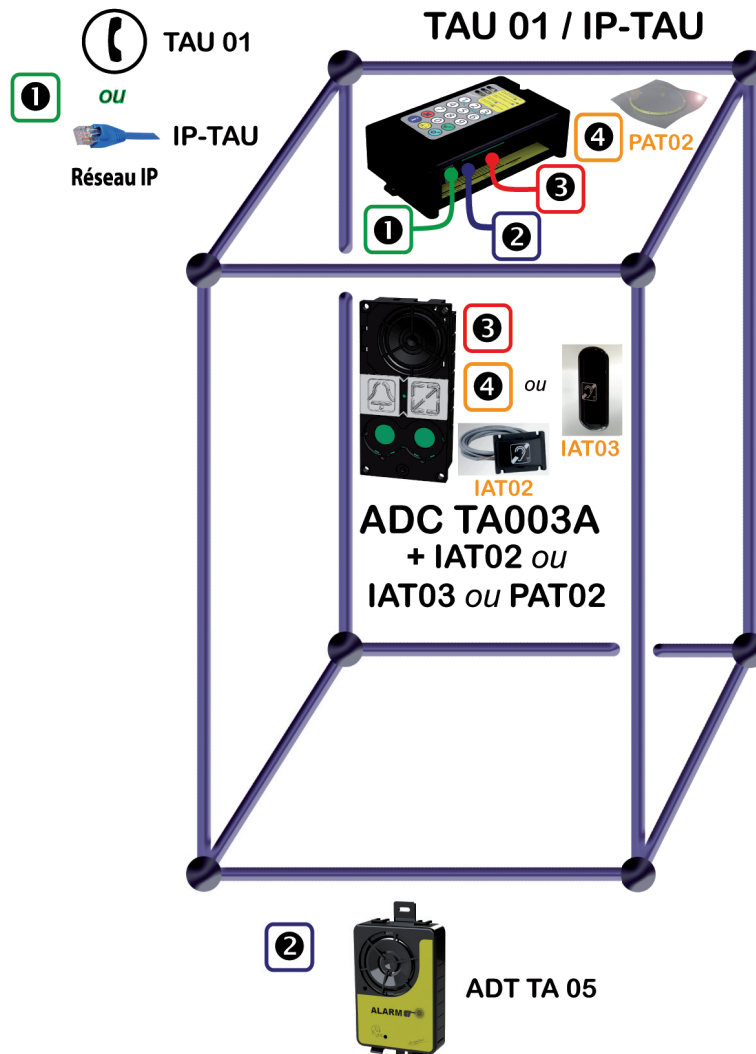 TAU 01 / IP-TAU
TAU 01
❶
ou
IP-TAU
Réseau IP
❹
PAT02
❸
❶
❷
❸
❹
ou
IAT03
IAT02
ADC TA003A
+ IAT02 ou
IAT03 ou PAT02
❷
ALARM
ADT TA 05